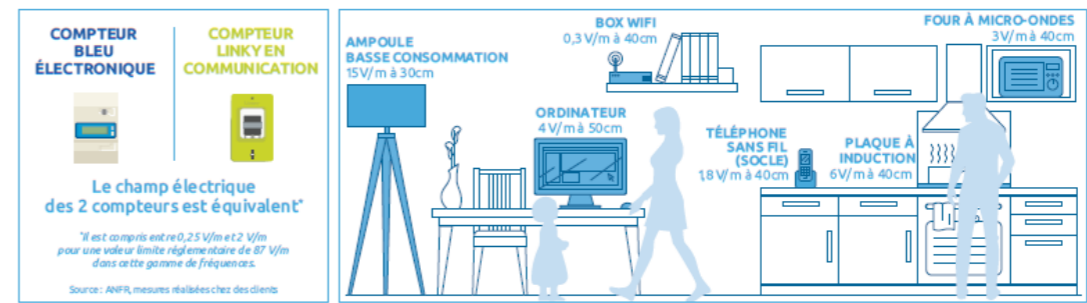 COMPTEUR
BLEU
ÉLECTRONIQUE
COMPTEUR
LINKY EN
COMMUNICATION
Le champ électrique
des 2 compteurs est équivalent*
*Il est compris entre 0,25 V/m et 2 V/m
pour une valeur limite réglementaire de 87 V/m
dans cette gamme de fréquences.
Source : ANFR, mesures réalisées chez des clients
AMPOULE
BASSE CONSOMMATION
15V/m à 30cm
BOX WIFI
0,3 V/m à 40cm
ORDINATEUR
4 V/m à 50cm
TÉLÉPHONE
SANS FIL
(SOCLE)
1,8 V/m à 40cm
PLAQUE À
INDUCTION
6V/m à 40cm
FOUR À MICRO-ONDES
3V/m à 40cm